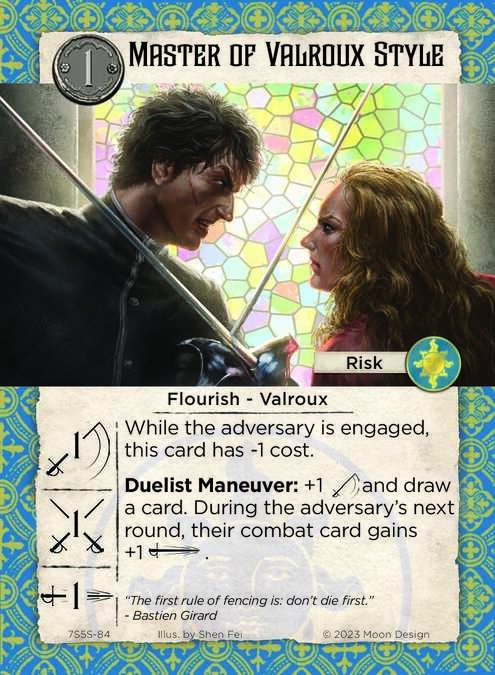 1
MASTER OF VALROUX STYLE
Risk
Flourish - Valroux
1
While the adversary is engaged,
this card has -1 cost.
1
Duelist Maneuver: +1 and draw
a card. During the adversary's next
round, their combat card gains
+1 .
1
"The first rule of fencing is: don't die first."
- Bastien Girard
7S5S-84 Illus. by Shen Fei © 2023 Moon Design